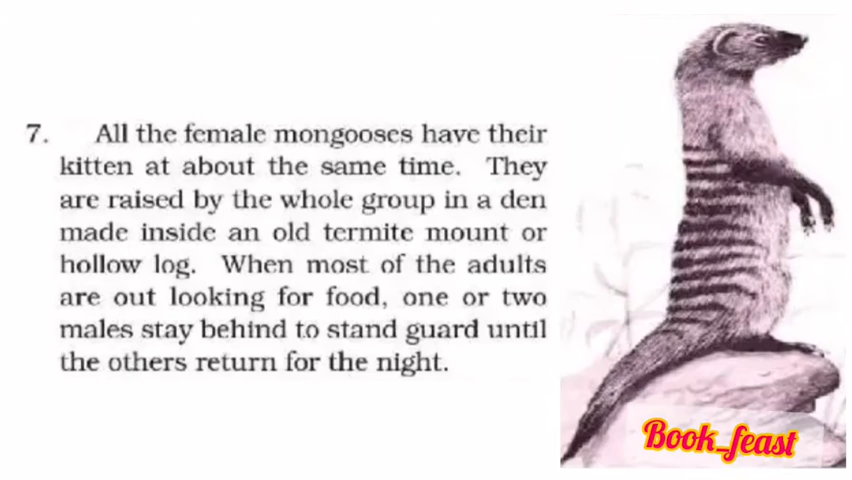 7. All the female mongooses have their
kitten at about the same time. They
are raised by the whole group in a den
made inside an old termite mount or
hollow log. When most of the adults
are out looking for food, one or two
males stay behind to stand guard until
the others return for the night.
Book_feast